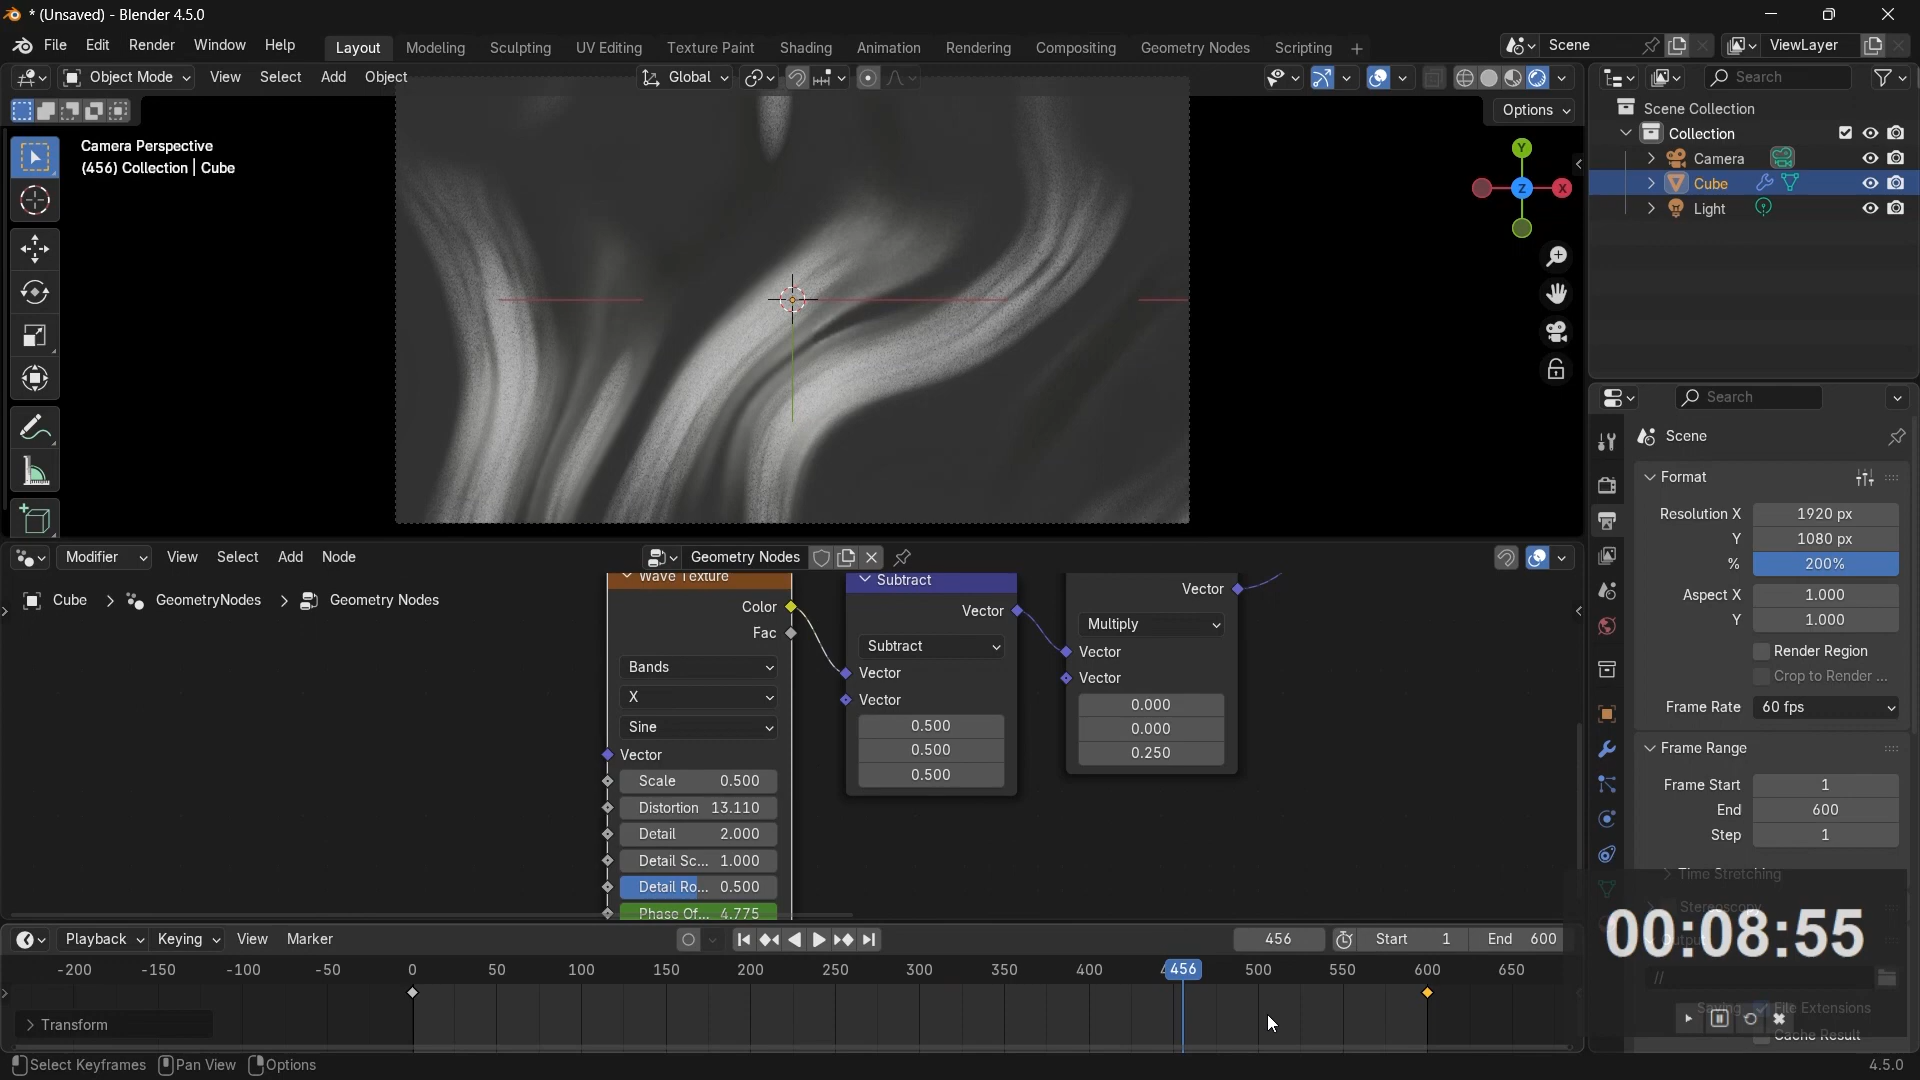 * (Unsaved) - Blender 4.5.0
File Edit Render Window Help
Layout Modeling Sculpting UV Editing Texture Paint Shading Animation Rendering Compositing Geometry Nodes Scripting
Scene
ViewLayer
Object Mode View Select Add Object
Global
Search
Options
Camera Perspective
(456) Collection | Cube
Y
X
Z
Scene Collection
Collection
Camera
Cube
Light
Search
Scene
Format
Resolution X 1920 px
Y 1080 px
% 200%
Aspect X 1.000
Y 1.000
Render Region
Crop to Render ...
Frame Rate 60 fps
Frame Range
Frame Start 1
End 600
Step 1
Time Stretching
Stereoscopy
Output
//
Saving File Extensions
Cache Result
00:08:55
Modifier View Select Add Node
Geometry Nodes
Cube GeometryNodes Geometry Nodes
Wave Texture
Color
Fac
Bands
X
Sine
Vector
Scale 0.500
Distortion 13.110
Detail 2.000
Detail Sc... 1.000
Detail Ro... 0.500
Phase Of... 4.775
Subtract
Vector
Subtract
Vector
Vector
0.500
0.500
0.500
Vector
Multiply
Vector
Vector
0.000
0.000
0.250
Playback Keying View Marker
456 Start 1 End 600
-200 -150 -100 -50 0 50 100 150 200 250 300 350 400 456 500 550 600 650
Transform
Select Keyframes Pan View Options
4.5.0